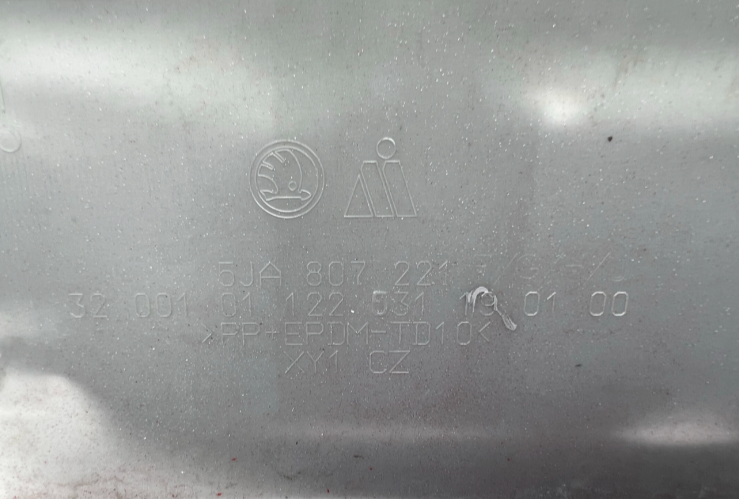 5JA 807 221
32 001 01 122 531 01 00
>PP+EPDM-TD10<
XY1 CZ